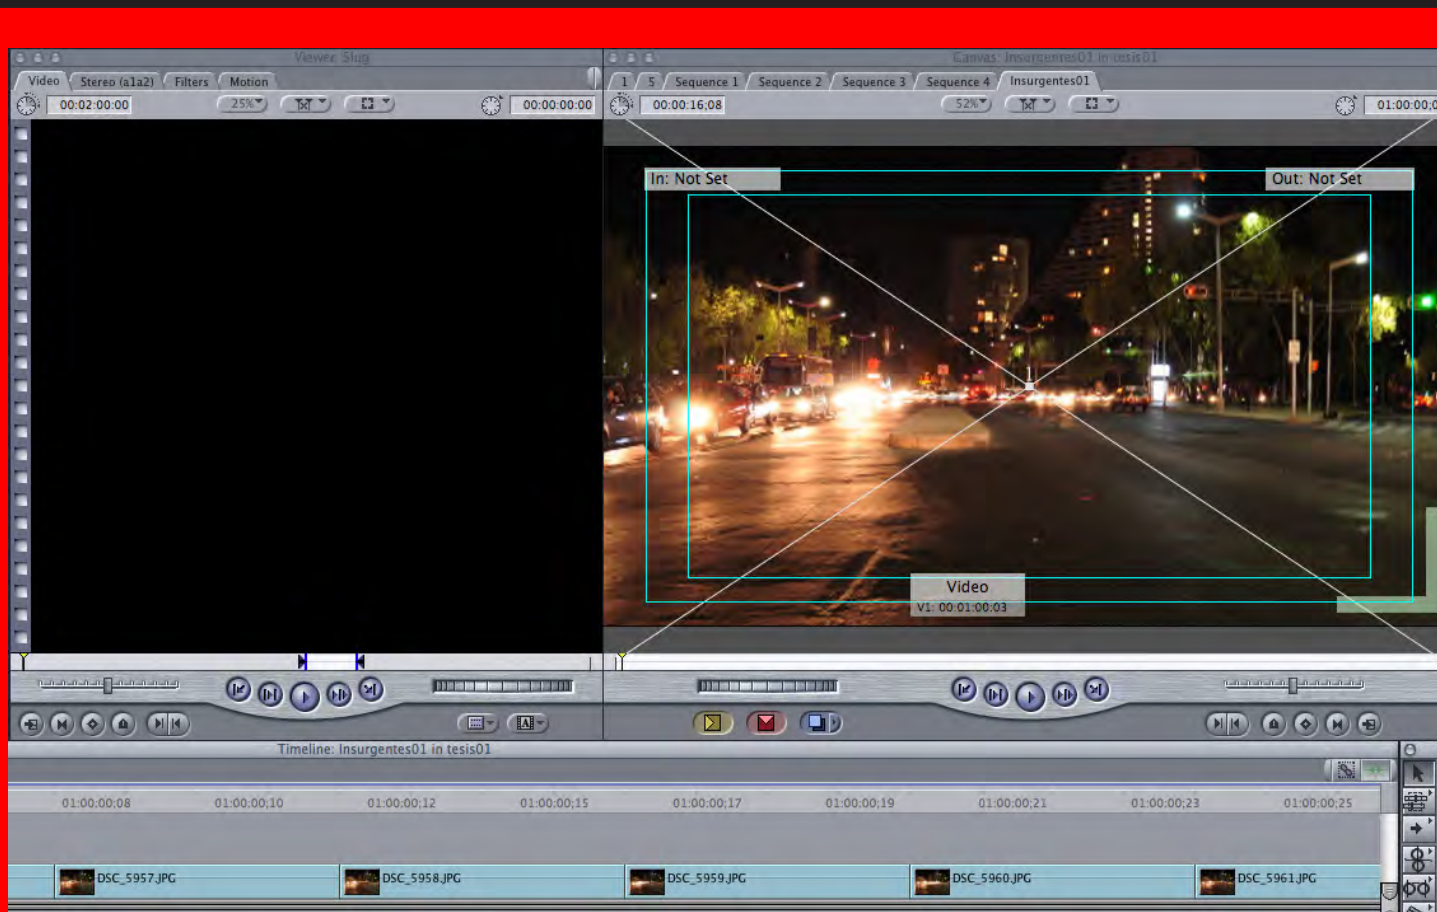 Viewer: Slug
Canvas: Insurgentes01 in tesis01
Video Stereo (a1a2) Filters Motion
1 5 Sequence 1 Sequence 2 Sequence 3 Sequence 4 Insurgentes01
00:02:00:00 25% 00:00:00:00
00:00:16;08 52% 01:00:00;0
In: Not Set
Out: Not Set
1
Video
V1: 00:01:00:03
Timeline: Insurgentes01 in tesis01
01:00:00;08 01:00:00;10 01:00:00;12 01:00:00;15 01:00:00;17 01:00:00;19 01:00:00;21 01:00:00;23 01:00:00;25
DSC_5957.JPG DSC_5958.JPG DSC_5959.JPG DSC_5960.JPG DSC_5961.JPG